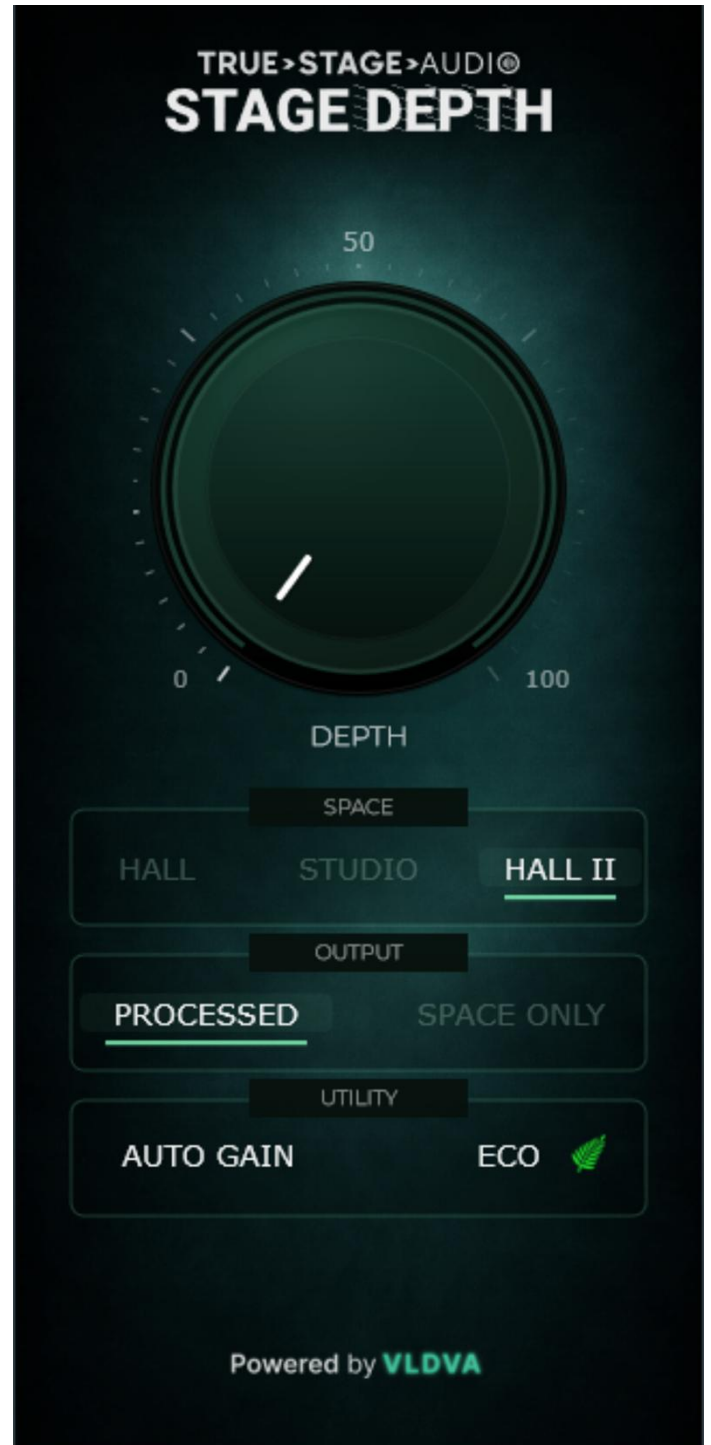 TRUE>STAGE>AUDIO
STAGE DEPTH
50
0
100
DEPTH
SPACE
HALL STUDIO HALL II
OUTPUT
PROCESSED SPACE ONLY
UTILITY
AUTO GAIN ECO
Powered by VLDVA